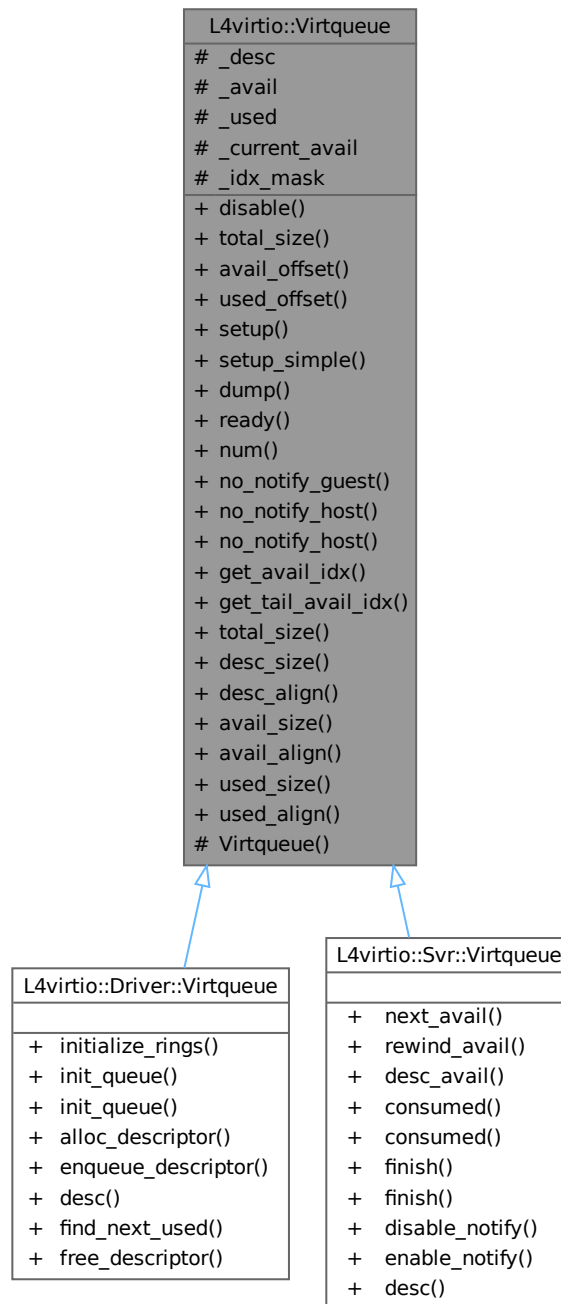 L4virtio::Virtqueue
# _desc
# _avail
# _used
# _current_avail
# _idx_mask
+ disable()
+ total_size()
+ avail_offset()
+ used_offset()
+ setup()
+ setup_simple()
+ dump()
+ ready()
+ num()
+ no_notify_guest()
+ no_notify_host()
+ no_notify_host()
+ get_avail_idx()
+ get_tail_avail_idx()
+ total_size()
+ desc_size()
+ desc_align()
+ avail_size()
+ avail_align()
+ used_size()
+ used_align()
# Virtqueue()
L4virtio::Driver::Virtqueue
+ initialize_rings()
+ init_queue()
+ init_queue()
+ alloc_descriptor()
+ enqueue_descriptor()
+ desc()
+ find_next_used()
+ free_descriptor()
L4virtio::Svr::Virtqueue
+ next_avail()
+ rewind_avail()
+ desc_avail()
+ consumed()
+ consumed()
+ finish()
+ finish()
+ disable_notify()
+ enable_notify()
+ desc()